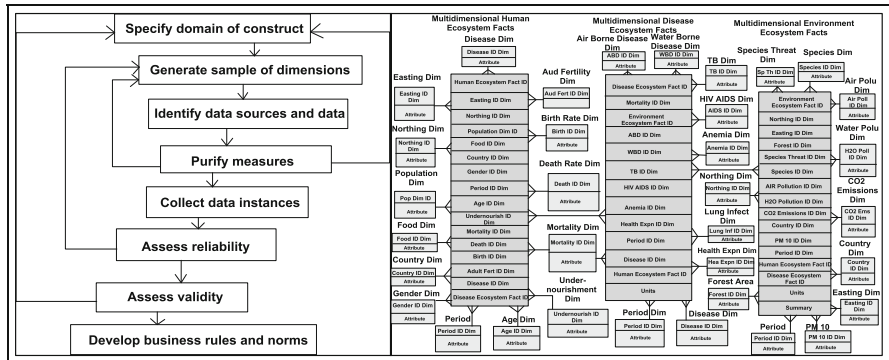 Specify domain of construct
Generate sample of dimensions
Identify data sources and data
Purify measures
Collect data instances
Assess reliability
Assess validity
Develop business rules and norms
Multidimensional Human
Ecosystem Facts
Disease Dim
Disease ID Dim
Attribute
Easting Dim
Easting ID
Dim
Attribute
Northing Dim
Northing ID
Dim
Attribute
Population
Dim
Pop Dim ID
Attribute
Food Dim
Food ID Dim
Attribute
Country Dim
Country ID Dim
Attribute
Gender Dim
Gender ID Dim
Attribute
Human Ecosystem Fact ID
Easting ID Dim
Northing ID Dim
Population Dim ID
Food ID Dim
Country ID Dim
Gender ID Dim
Period ID Dim
Age ID Dim
Undernourish ID
Dim
Mortality ID Dim
Death ID Dim
Birth ID Dim
Adult Fert ID Dim
Disease ID Dim
Disease Ecosystem Fact ID
Period
Period ID Dim
Attribute
Age Dim
Age ID Dim
Attribute
Aud Fertility
Dim
Aud Fert ID Dim
Attribute
Birth Rate Dim
Birth ID Dim
Attribute
Death Rate Dim
Death ID Dim
Attribute
Mortality Dim
Mortality ID Dim
Attribute
Under-
nourishment
Dim
Undernourish ID
Dim
Attribute
Multidimensional Disease
Ecosystem Facts
Air Borne Disease
Dim
ABD ID Dim
Attribute
Water Borne
Disease Dim
WBD ID Dim
Attribute
Disease Ecosystem Fact ID
Mortality ID Dim
Environment
Ecosystem Fact ID
ABD ID Dim
WBD ID Dim
TB ID Dim
HIV AIDS ID Dim
Anemia ID Dim
Health Expn ID Dim
Period ID Dim
Disease ID Dim
Human Ecosystem Fact ID
Units
Period Dim
Period ID Dim
Attribute
Disease Dim
Disease ID Dim
Attribute
TB Dim
TB ID Dim
Attribute
HIV AIDS Dim
AIDS ID Dim
Attribute
Anemia Dim
Anemia ID Dim
Attribute
Northing Dim
Northing ID Dim
Attribute
Lung Infect
Dim
Lung Inf ID Dim
Attribute
Health Expn Dim
Hea Expn ID Dim
Attribute
Forest Area
Forest ID Dim
Attribute
Multidimensional Environment
Ecosystem Facts
Species Threat
Dim
Sp Th ID Dim
Attribute
Species Dim
Species ID Dim
Attribute
Environment
Ecosystem Fact ID
Northing ID Dim
Easting ID Dim
Forest ID Dim
Species Threat ID Dim
Species ID Dim
AIR Pollution ID Dim
H2O Pollution ID Dim
CO2 Emissions ID Dim
Country ID Dim
PM 10 ID Dim
Period ID Dim
Human Ecosystem Fact ID
Disease Ecosystem
Fact ID
Units
Summary
Period
Period ID Dim
Attribute
PM 10
PM 10 ID Dim
Attribute
Air Polu
Dim
Air Poll
ID Dim
Attribute
Water Polu
Dim
H2O Poll
ID Dim
Attribute
CO2
Emissions
Dim
CO2 Ems
ID Dim
Attribute
Country
Dim
Country
ID Dim
Attribute
Easting Dim
Easting ID
Dim
Attribute